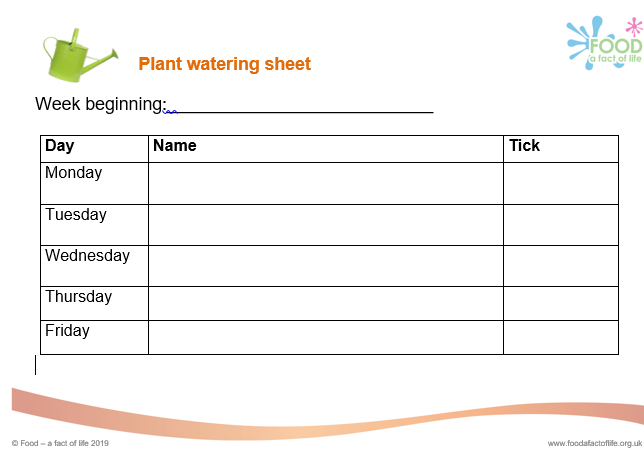 FOOD
a fact of life
Plant watering sheet
Week beginning:
Day Name Tick
Monday
Tuesday
Wednesday
Thursday
Friday
© Food – a fact of life 2019 www.foodafactoflife.org.uk